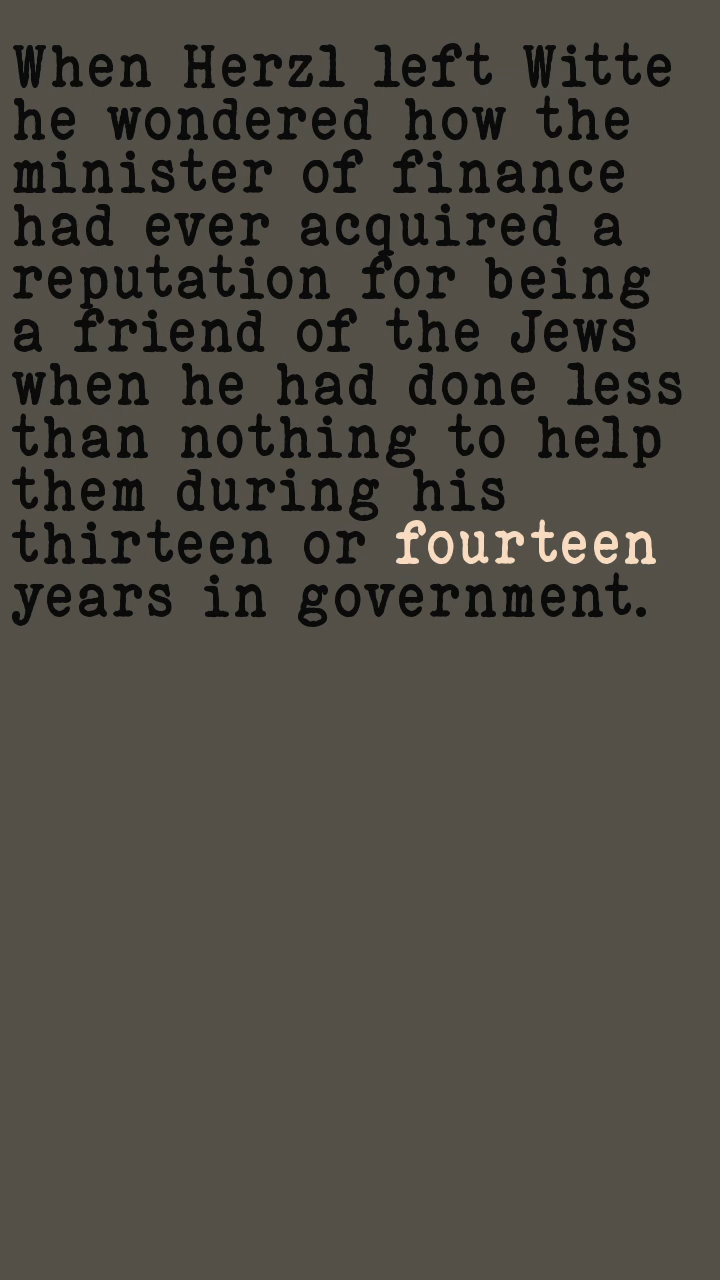 When Herzl left Witte
he wondered how the
minister of finance
had ever acquired a
reputation for being
a friend of the Jews
when he had done less
than nothing to help
them during his
thirteen or fourteen
years in government.